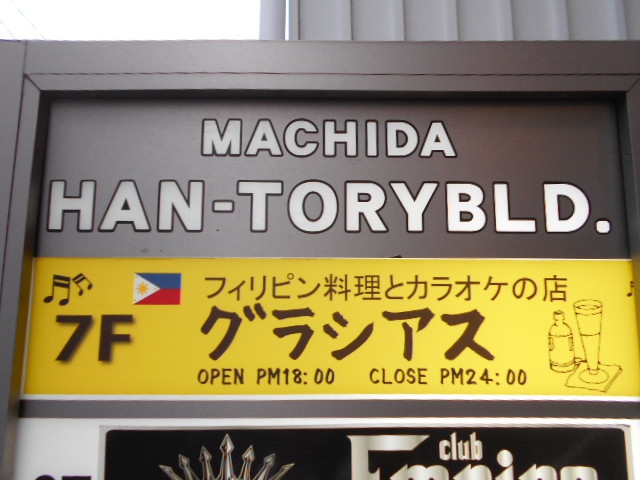 MACHIDA
HAN-TORYBLD.
フィリピン料理とカラオケの店
7F グラシアス
OPEN PM18:00 CLOSE PM24:00
club